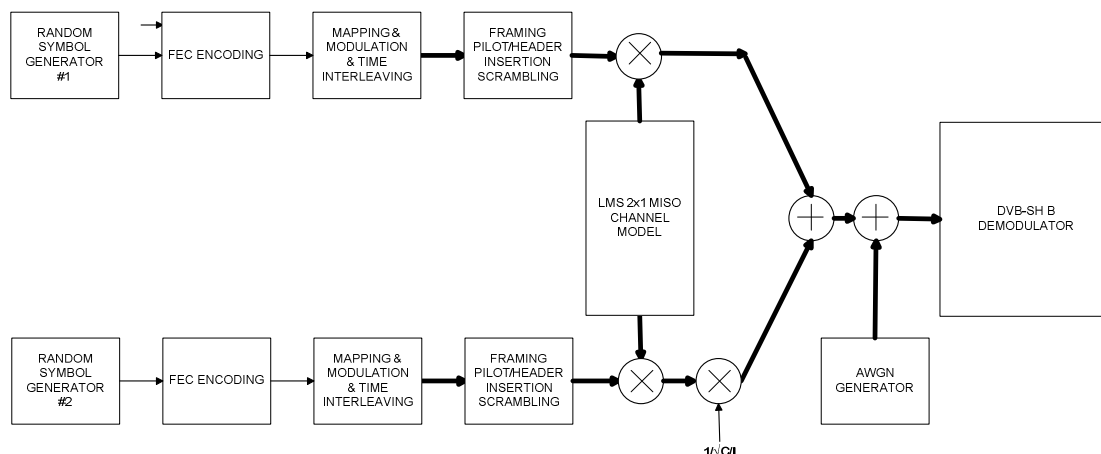 RANDOM
SYMBOL
GENERATOR
#1
FEC ENCODING
MAPPING &
MODULATION
& TIME
INTERLEAVING
FRAMING
PILOT/HEADER
INSERTION
SCRAMBLING
LMS 2x1 MISO
CHANNEL
MODEL
DVB-SH B
DEMODULATOR
RANDOM
SYMBOL
GENERATOR
#2
FEC ENCODING
MAPPING &
MODULATION
& TIME
INTERLEAVING
FRAMING
PILOT/HEADER
INSERTION
SCRAMBLING
AWGN
GENERATOR
1/√C/I